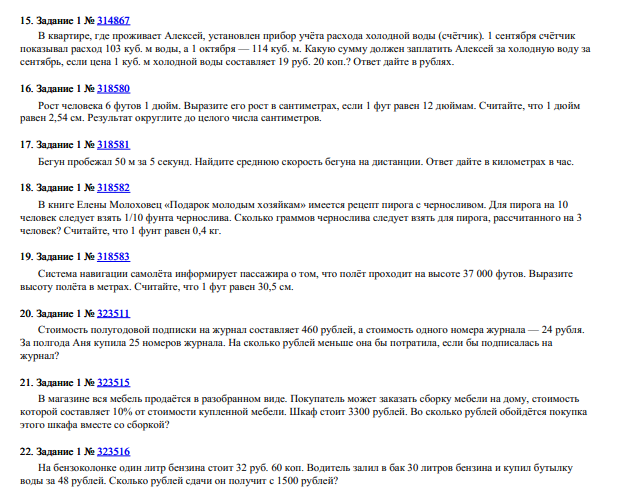 15. Задание 1 № 314867
В квартире, где проживает Алексей, установлен прибор учёта расхода холодной воды (счётчик). 1 сентября счётчик
показывал расход 103 куб. м воды, а 1 октября — 114 куб. м. Какую сумму должен заплатить Алексей за холодную воду за
сентябрь, если цена 1 куб. м холодной воды составляет 19 руб. 20 коп.? Ответ дайте в рублях.
16. Задание 1 № 318580
Рост человека 6 футов 1 дюйм. Выразите его рост в сантиметрах, если 1 фут равен 12 дюймам. Считайте, что 1 дюйм
равен 2,54 см. Результат округлите до целого числа сантиметров.
17. Задание 1 № 318581
Бегун пробежал 50 м за 5 секунд. Найдите среднюю скорость бегуна на дистанции. Ответ дайте в километрах в час.
18. Задание 1 № 318582
В книге Елены Молоховец «Подарок молодым хозяйкам» имеется рецепт пирога с черносливом. Для пирога на 10
человек следует взять 1/10 фунта чернослива. Сколько граммов чернослива следует взять для пирога, рассчитанного на 3
человек? Считайте, что 1 фунт равен 0,4 кг.
19. Задание 1 № 318583
Система навигации самолёта информирует пассажира о том, что полёт проходит на высоте 37 000 футов. Выразите
высоту полёта в метрах. Считайте, что 1 фут равен 30,5 см.
20. Задание 1 № 323511
Стоимость полугодовой подписки на журнал составляет 460 рублей, а стоимость одного номера журнала — 24 рубля.
За полгода Аня купила 25 номеров журнала. На сколько рублей меньше она бы потратила, если бы подписалась на
журнал?
21. Задание 1 № 323515
В магазине вся мебель продаётся в разобранном виде. Покупатель может заказать сборку мебели на дому, стоимость
которой составляет 10% от стоимости купленной мебели. Шкаф стоит 3300 рублей. Во сколько рублей обойдётся покупка
этого шкафа вместе со сборкой?
22. Задание 1 № 323516
На бензоколонке один литр бензина стоит 32 руб. 60 коп. Водитель залил в бак 30 литров бензина и купил бутылку
воды за 48 рублей. Сколько рублей сдачи он получит с 1500 рублей?